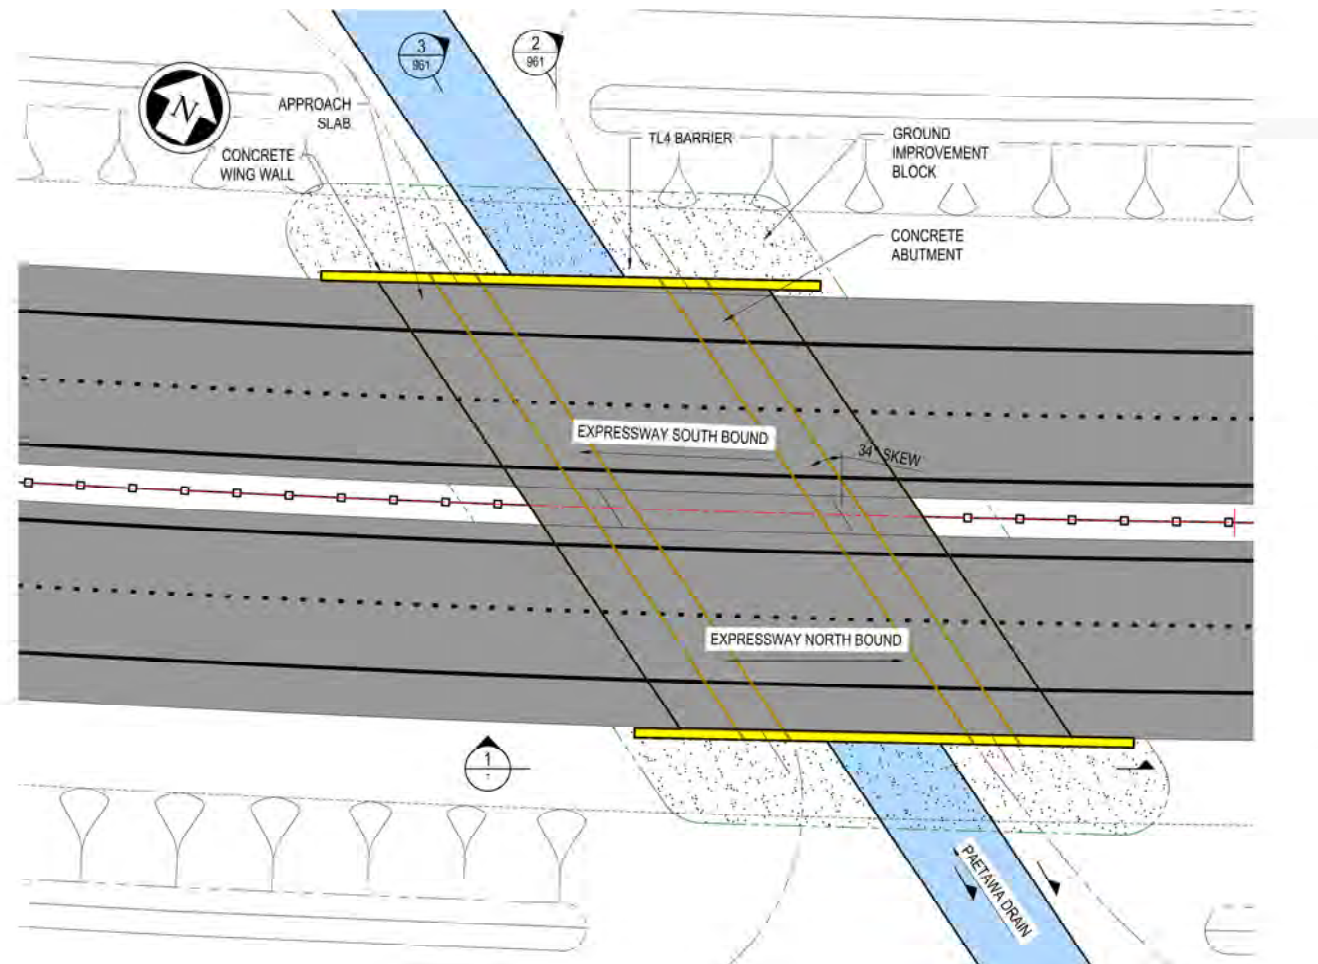 3
961
2
961
N
APPROACH
SLAB
CONCRETE
WING WALL
TL4 BARRIER
GROUND
IMPROVEMENT
BLOCK
CONCRETE
ABUTMENT
EXPRESSWAY SOUTH BOUND
34° SKEW
EXPRESSWAY NORTH BOUND
1
PAETAWA DRAIN